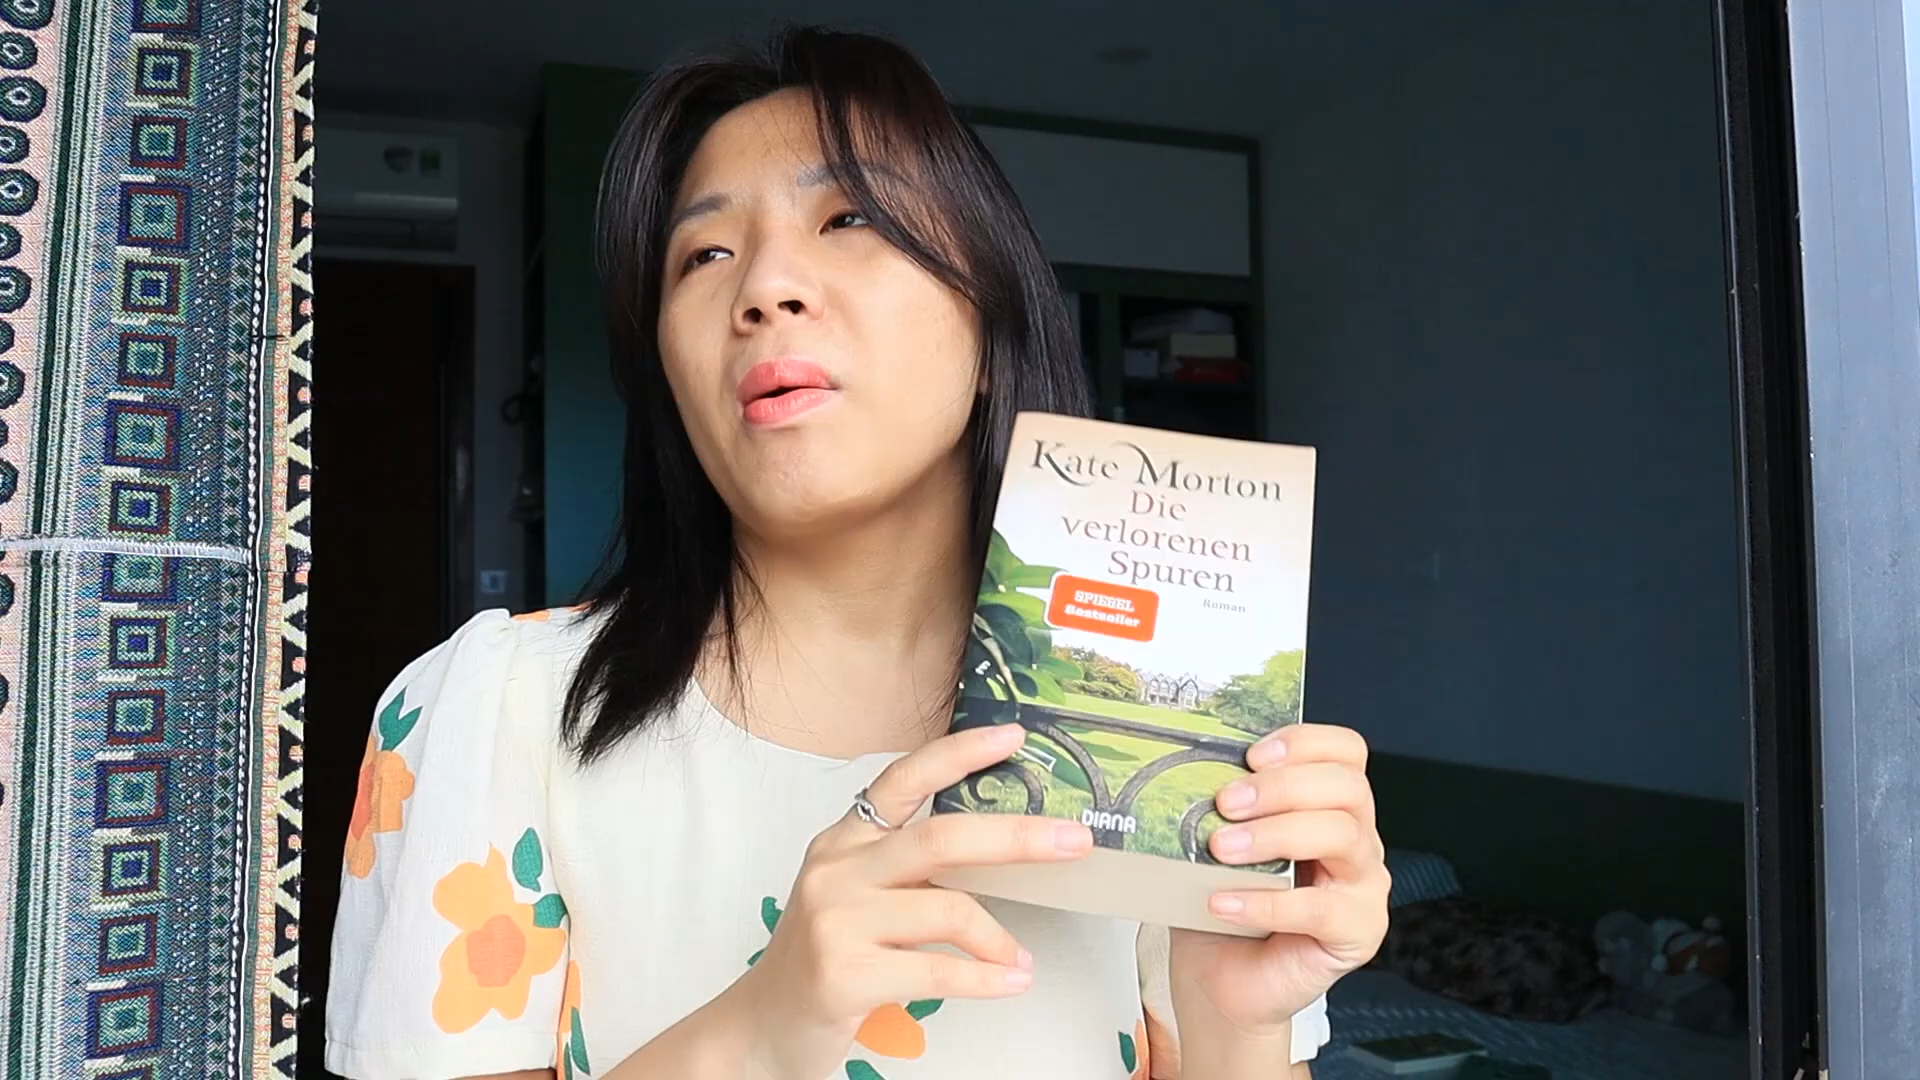 Kate Morton
Die
verlorenen
Spuren
Roman
SPIEGEL
Bestseller
DIANA